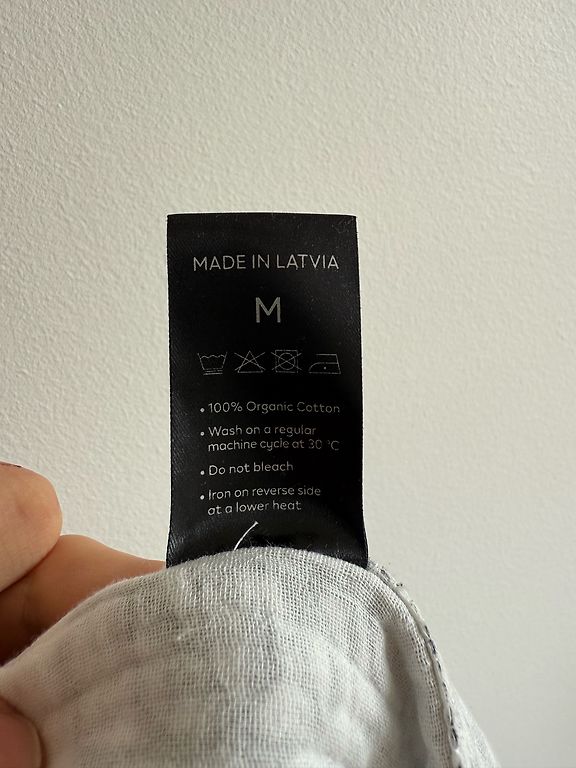 MADE IN LATVIA
M
• 100% Organic Cotton
• Wash on a regular
machine cycle at 30 °C
• Do not bleach
• Iron on reverse side
at a lower heat